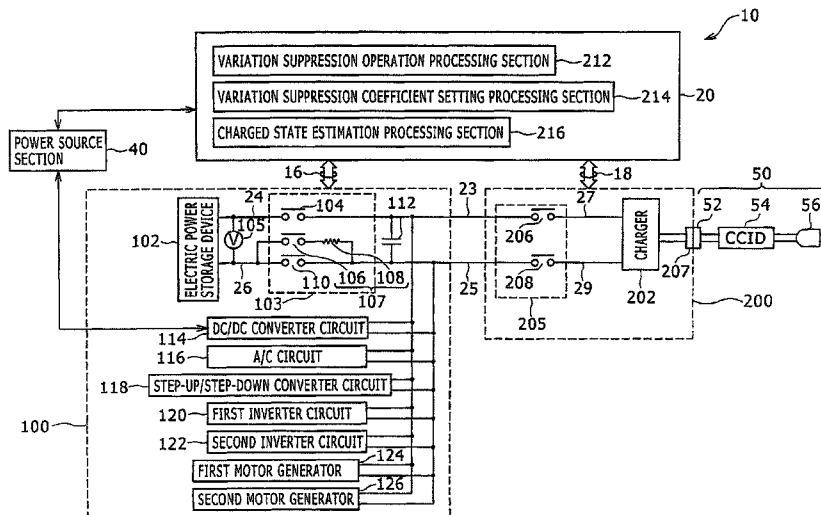 10
VARIATION SUPPRESSION OPERATION PROCESSING SECTION
212
VARIATION SUPPRESSION COEFFICIENT SETTING PROCESSING SECTION
214
20
CHARGED STATE ESTIMATION PROCESSING SECTION
216
POWER SOURCE
SECTION
40
16
18
50
24
104
112
23
27
52
54
56
105
V
102
ELECTRIC POWER
STORAGE DEVICE
206
CHARGER
CCID
26
106
108
110
107
103
25
208
29
202
207
205
200
DC/DC CONVERTER CIRCUIT
114
A/C CIRCUIT
116
STEP-UP/STEP-DOWN CONVERTER CIRCUIT
118
FIRST INVERTER CIRCUIT
120
100
SECOND INVERTER CIRCUIT
122
124
FIRST MOTOR GENERATOR
126
SECOND MOTOR GENERATOR